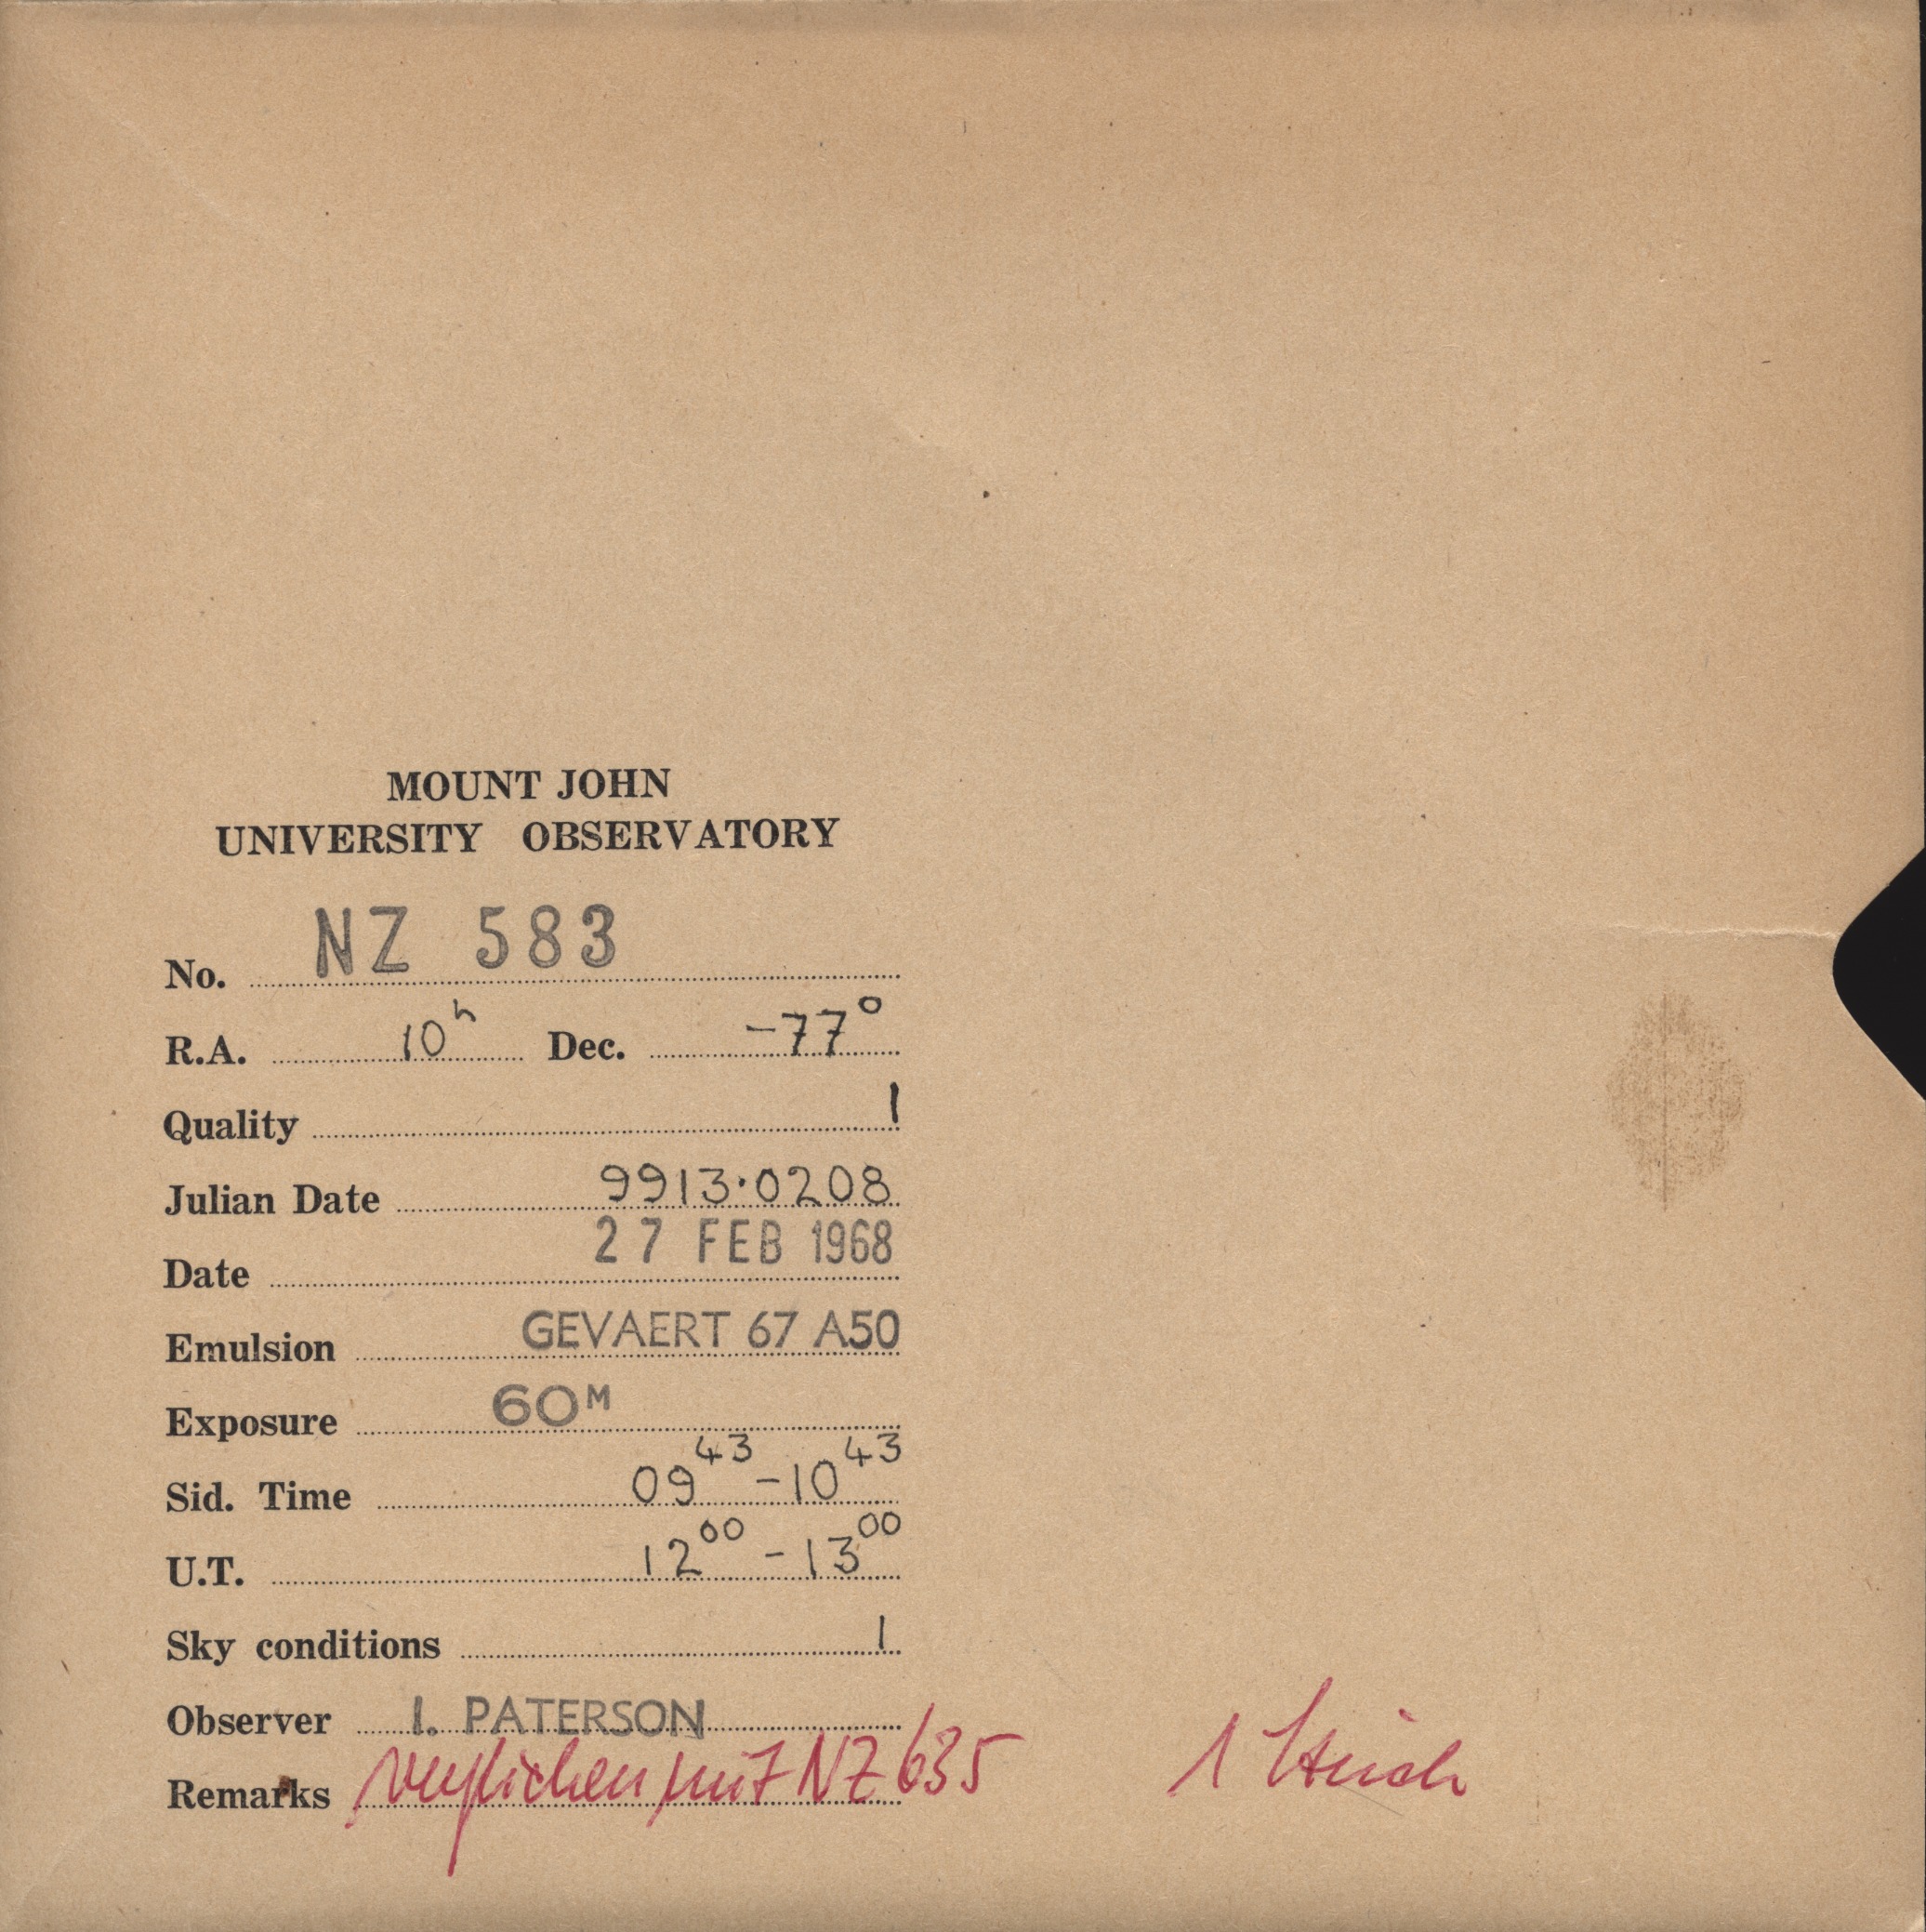 MOUNT JOHN
UNIVERSITY OBSERVATORY
No. NZ 583
R.A. 10h Dec. -77°
Quality 1
Julian Date 9913·0208
Date 27 FEB 1968
Emulsion GEVAERT 67 A50
Exposure 60M
Sid. Time 09 43 - 10 43
U.T. 12 00 - 13 00
Sky conditions 1
Observer I. PATERSON
Remarks verglichen mit NZ 635 1 Strich